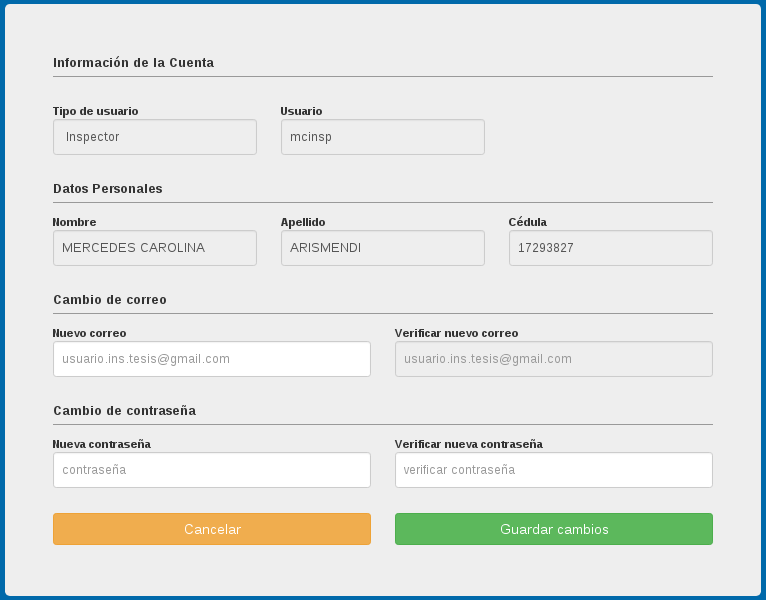 Información de la Cuenta
Tipo de usuario Usuario
Inspector mcinsp
Datos Personales
Nombre Apellido Cédula
MERCEDES CAROLINA ARISMENDI 17293827
Cambio de correo
Nuevo correo Verificar nuevo correo
usuario.ins.tesis@gmail.com usuario.ins.tesis@gmail.com
Cambio de contraseña
Nueva contraseña Verificar nueva contraseña
contraseña verificar contraseña
Cancelar Guardar cambios